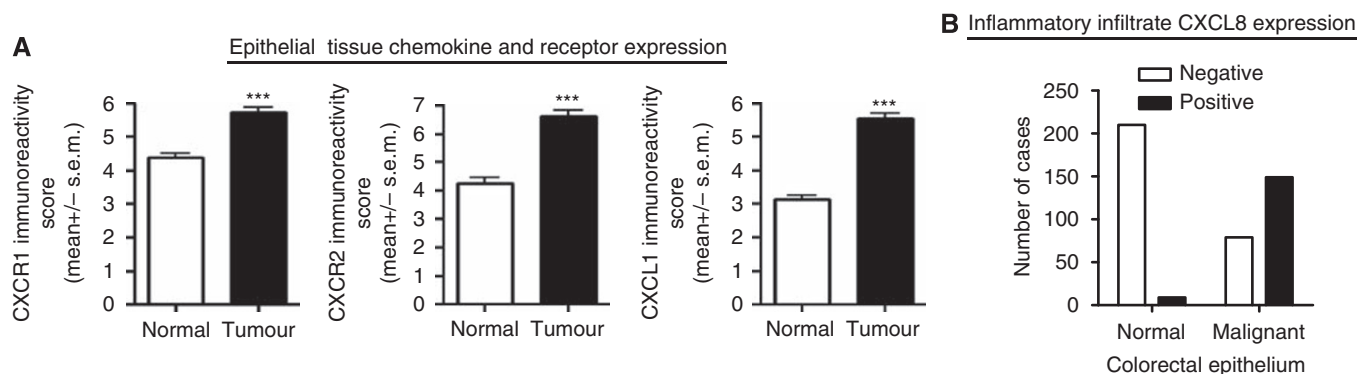 A
Epithelial tissue chemokine and receptor expression
CXCR1 immunoreactivity
score
(mean+/– s.e.m.)
6
5
4
3
2
1
0
***
Normal Tumour
CXCR2 immunoreactivity
score
(mean+/– s.e.m.)
7
6
5
4
3
2
1
0
***
Normal Tumour
CXCL1 immunoreactivity
score
(mean+/– s.e.m.)
6
5
4
3
2
1
0
***
Normal Tumour
B Inflammatory infiltrate CXCL8 expression
Negative
Positive
Number of cases
250
200
150
100
50
0
Normal Malignant
Colorectal epithelium